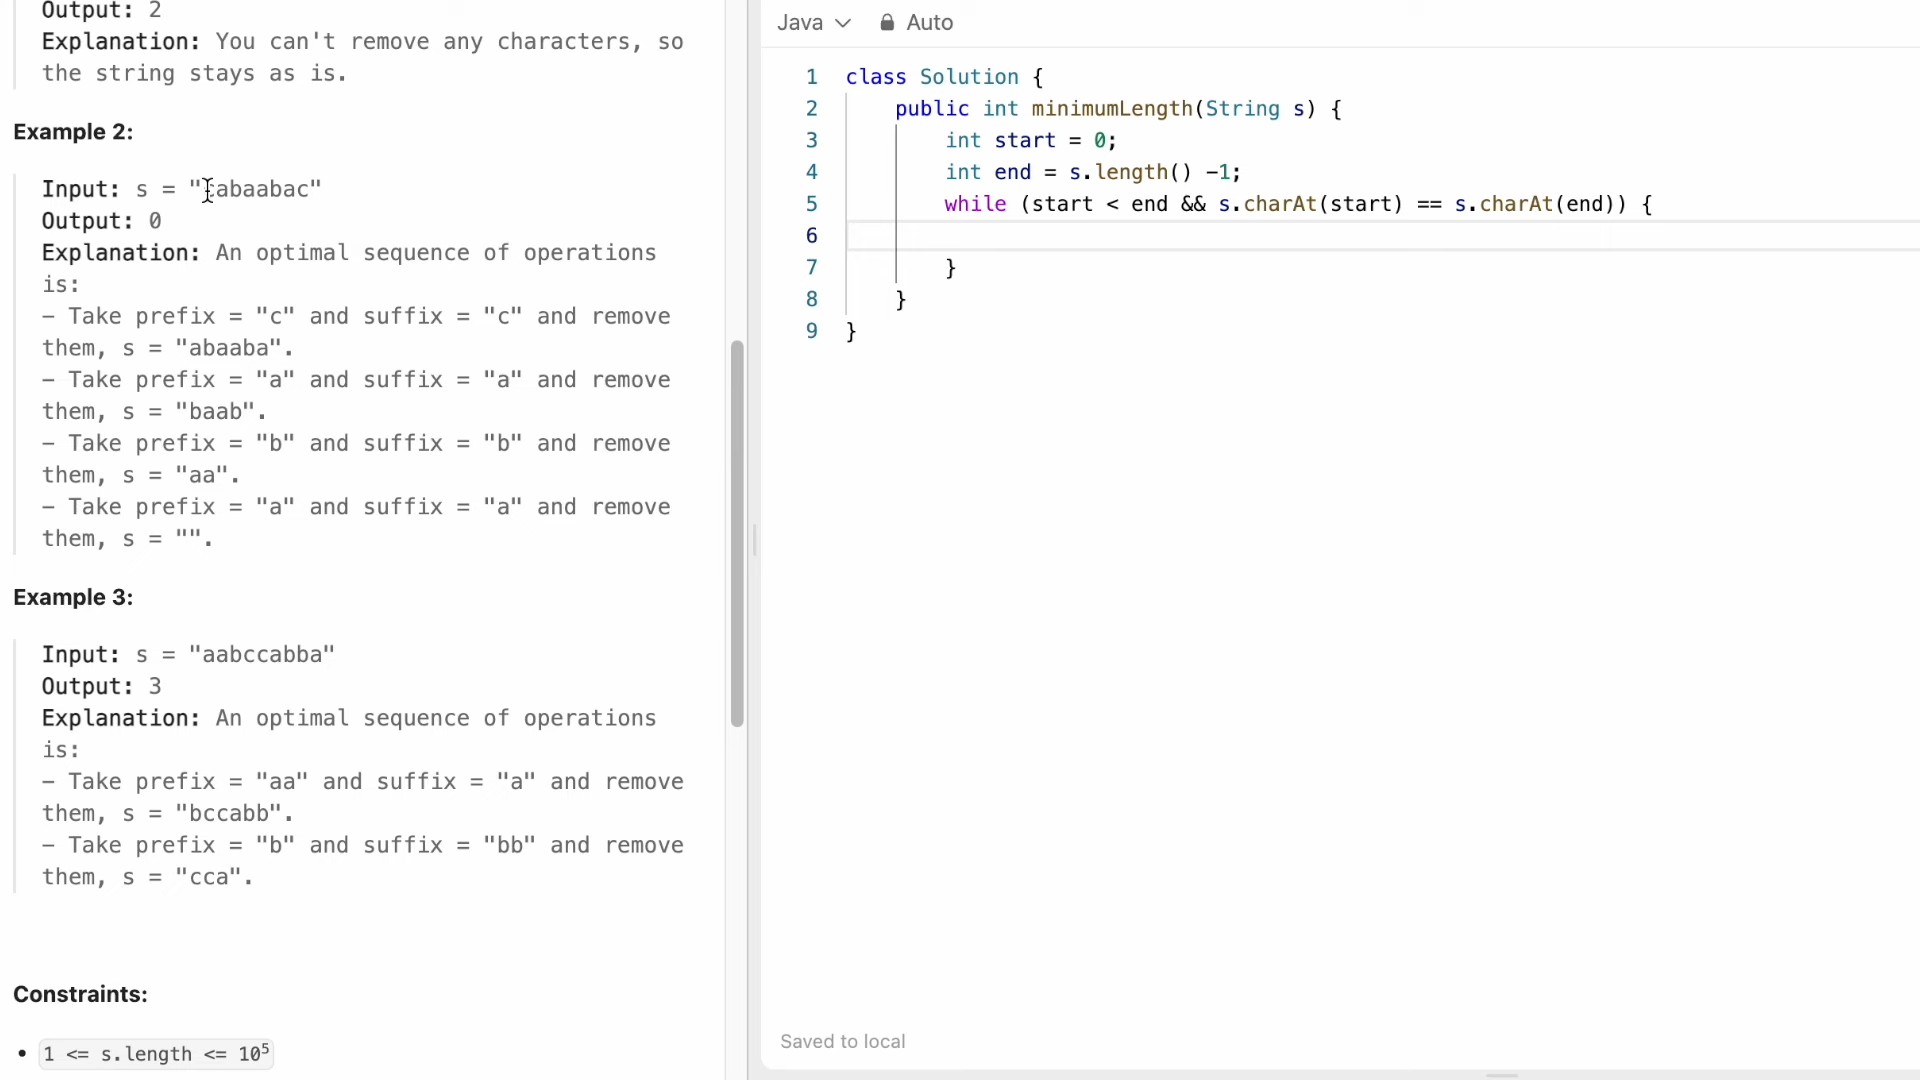 Output: 2
Explanation: You can't remove any characters, so
the string stays as is.
Example 2:
Input: s = "cabaabac"
Output: 0
Explanation: An optimal sequence of operations
is:
- Take prefix = "c" and suffix = "c" and remove
them, s = "abaaba".
- Take prefix = "a" and suffix = "a" and remove
them, s = "baab".
- Take prefix = "b" and suffix = "b" and remove
them, s = "aa".
- Take prefix = "a" and suffix = "a" and remove
them, s = "".
Example 3:
Input: s = "aabccabba"
Output: 3
Explanation: An optimal sequence of operations
is:
- Take prefix = "aa" and suffix = "a" and remove
them, s = "bccabb".
- Take prefix = "b" and suffix = "bb" and remove
them, s = "cca".
Constraints:
• 1 <= s.length <= 10⁵
Java Auto
1 class Solution {
2 public int minimumLength(String s) {
3 int start = 0;
4 int end = s.length() -1;
5 while (start < end && s.charAt(start) == s.charAt(end)) {
6
7 }
8 }
9 }
Saved to local